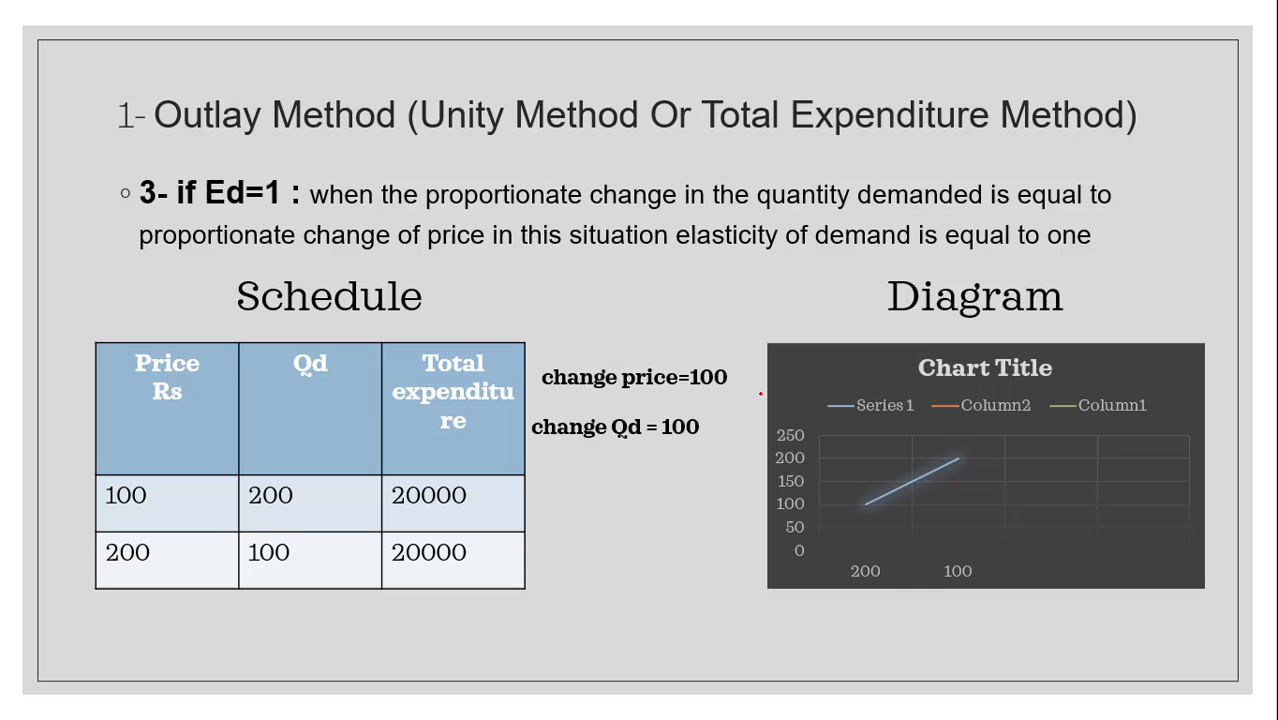 1- Outlay Method (Unity Method Or Total Expenditure Method)
3- if Ed=1 : when the proportionate change in the quantity demanded is equal to
proportionate change of price in this situation elasticity of demand is equal to one
Schedule
Price
Rs
Qd
Total
expenditu
re
100 200 20000
200 100 20000
change price=100
change Qd = 100
Diagram
Chart Title
Series1 Column2 Column1
250
200
150
100
50
0
200 100